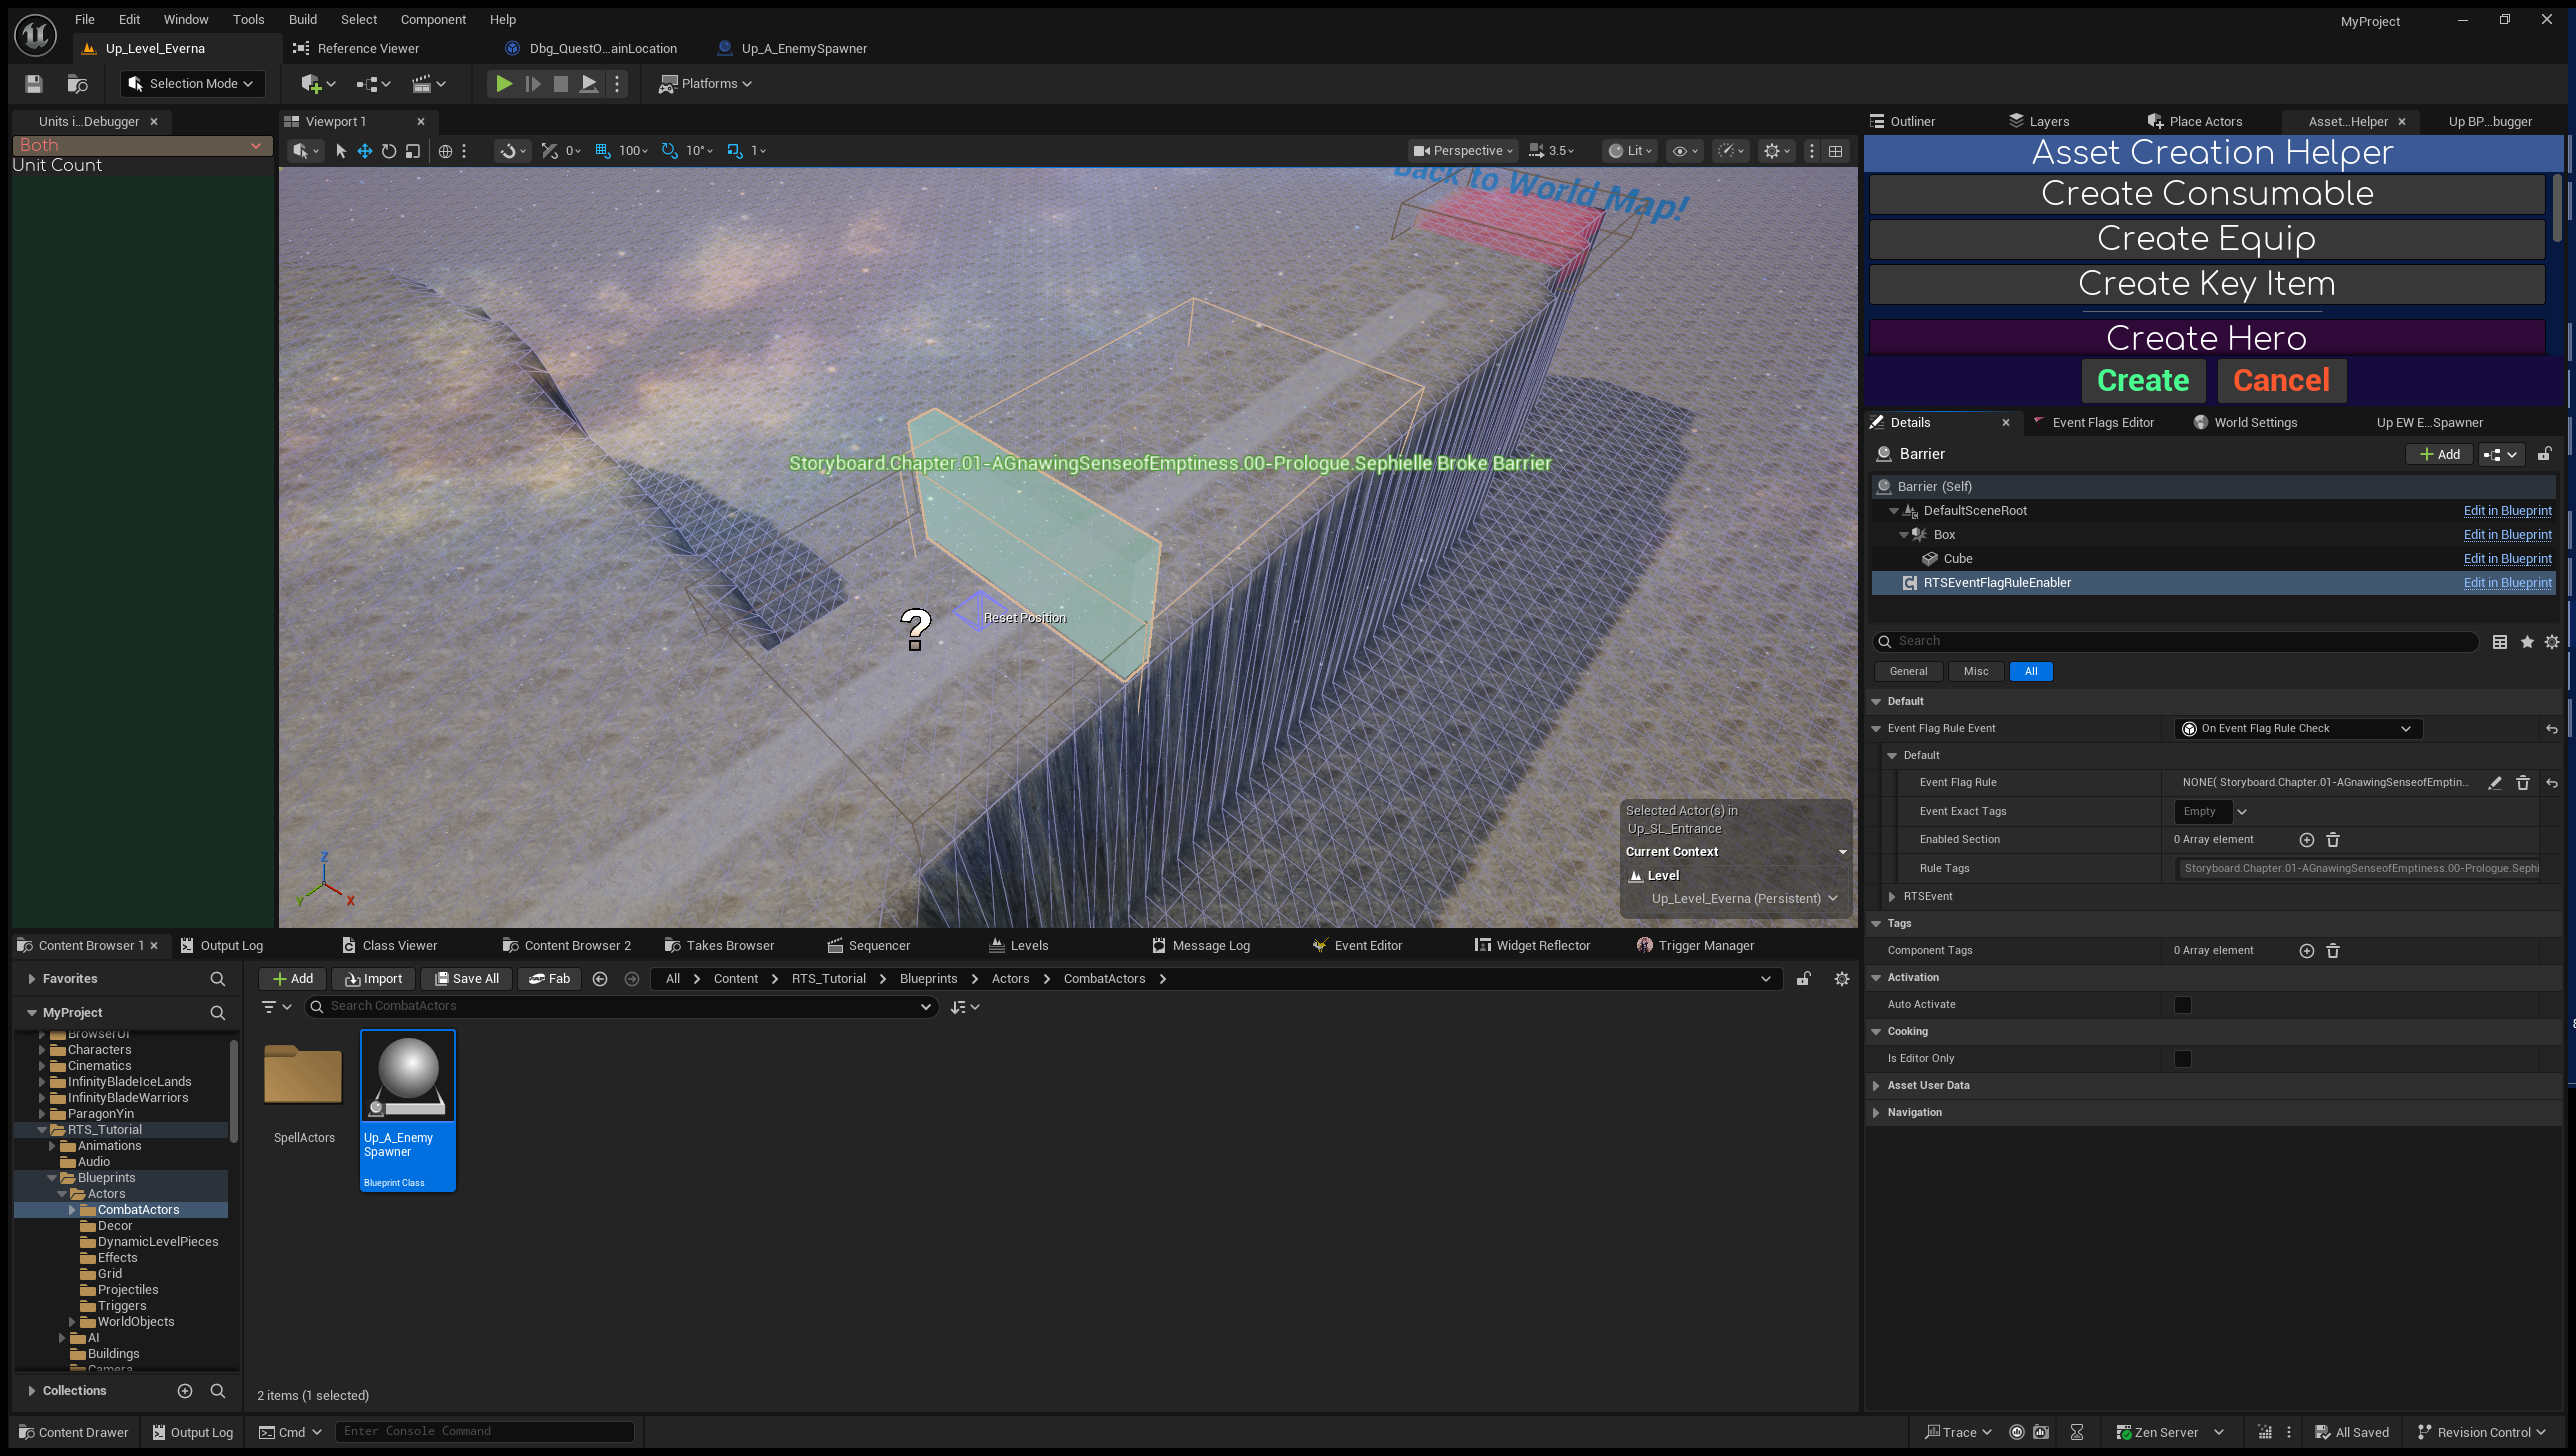 File Edit Window Tools Build Select Component Help
MyProject
Up_Level_Everna
Reference Viewer
Dbg_QuestO...ainLocation
Up_A_EnemySpawner
Selection Mode
Platforms
Units i...Debugger
Viewport 1
Both
Unit Count
0
100
10°
1
Perspective
3.5
Lit
Back to World Map!
Storyboard.Chapter.01-AGnawingSenseofEmptiness.00-Prologue.Sephielle Broke Barrier
?
Reset Position
Z
Y
X
Selected Actor(s) in
Up_SL_Entrance
Current Context
Level
Up_Level_Everna (Persistent)
Outliner
Layers
Place Actors
Asset...Helper
Up BP...bugger
Asset Creation Helper
Create Consumable
Create Equip
Create Key Item
Create Hero
Create
Cancel
Details
Event Flags Editor
World Settings
Up EW E...Spawner
Barrier
Add
Barrier (Self)
DefaultSceneRoot
Edit in Blueprint
Box
Edit in Blueprint
Cube
Edit in Blueprint
RTSEventFlagRuleEnabler
Edit in Blueprint
Search
General
Misc
All
Default
Event Flag Rule Event
On Event Flag Rule Check
Default
Event Flag Rule
NONE( Storyboard.Chapter.01-AGnawingSenseofEmptin...
Event Exact Tags
Empty
Enabled Section
0 Array element
Rule Tags
Storyboard.Chapter.01-AGnawingSenseofEmptiness.00-Prologue.Sephi
RTSEvent
Tags
Component Tags
0 Array element
Activation
Auto Activate
Cooking
Is Editor Only
Asset User Data
Navigation
Content Browser 1
Output Log
Class Viewer
Content Browser 2
Takes Browser
Sequencer
Levels
Message Log
Event Editor
Widget Reflector
Trigger Manager
Favorites
Add
Import
Save All
Fab
All
Content
RTS_Tutorial
Blueprints
Actors
CombatActors
MyProject
Search CombatActors
BrowserUI
Characters
Cinematics
InfinityBladeIceLands
InfinityBladeWarriors
ParagonYin
RTS_Tutorial
Animations
Audio
Blueprints
Actors
CombatActors
Decor
DynamicLevelPieces
Effects
Grid
Projectiles
Triggers
WorldObjects
AI
Buildings
Camera
SpellActors
Up_A_Enemy
Spawner
Blueprint Class
Collections
2 items (1 selected)
Content Drawer
Output Log
Cmd
Enter Console Command
Trace
Zen Server
All Saved
Revision Control